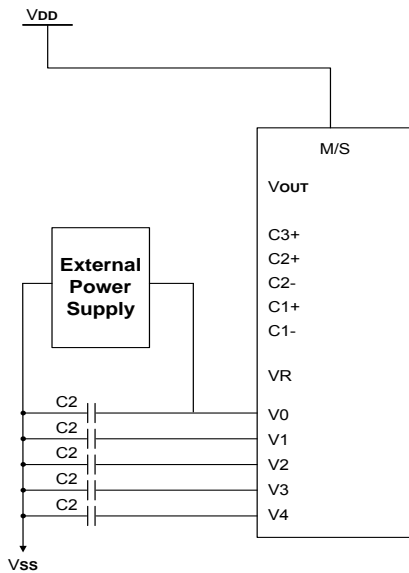 VDD
M/S
VOUT
C3+
C2+
C2-
C1+
C1-
External
Power
Supply
VR
C2
V0
C2
V1
C2
V2
C2
V3
C2
V4
VSS